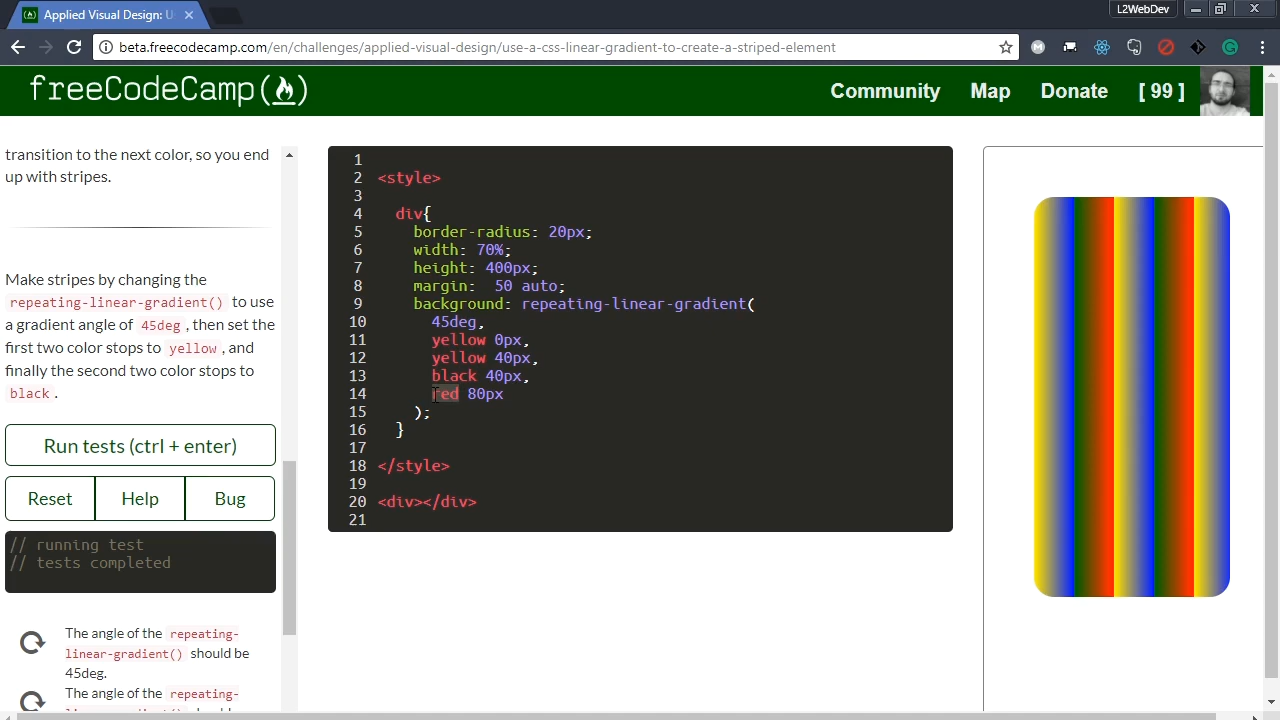 L2WebDev
Applied Visual Design: U
beta.freecodecamp.com/en/challenges/applied-visual-design/use-a-css-linear-gradient-to-create-a-striped-element
freeCodeCamp
Community Map Donate [ 99 ]
transition to the next color, so you end
up with stripes.
Make stripes by changing the
repeating-linear-gradient() to use
a gradient angle of 45deg , then set the
first two color stops to yellow , and
finally the second two color stops to
black .
Run tests (ctrl + enter)
Reset Help Bug
// running test
// tests completed
The angle of the repeating-
linear-gradient() should be
45deg.
The angle of the repeating-
1
2 <style>
3
4 div{
5 border-radius: 20px;
6 width: 70%;
7 height: 400px;
8 margin:  50 auto;
9 background: repeating-linear-gradient(
10 45deg,
11 yellow 0px,
12 yellow 40px,
13 black 40px,
14 red 80px
15 );
16 }
17
18 </style>
19
20 <div></div>
21